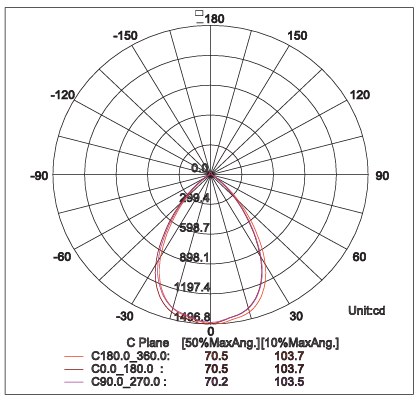 _180
-150 150
-120 120
-90 90
0.0
299.4
598.7
-60 60
898.1
1197.4
-30 30
1496.8
Unit:cd
0
C Plane [50%MaxAng.][10%MaxAng.]
C180.0_360.0: 70.5 103.7
C0.0_180.0 : 70.5 103.7
C90.0_270.0 : 70.2 103.5